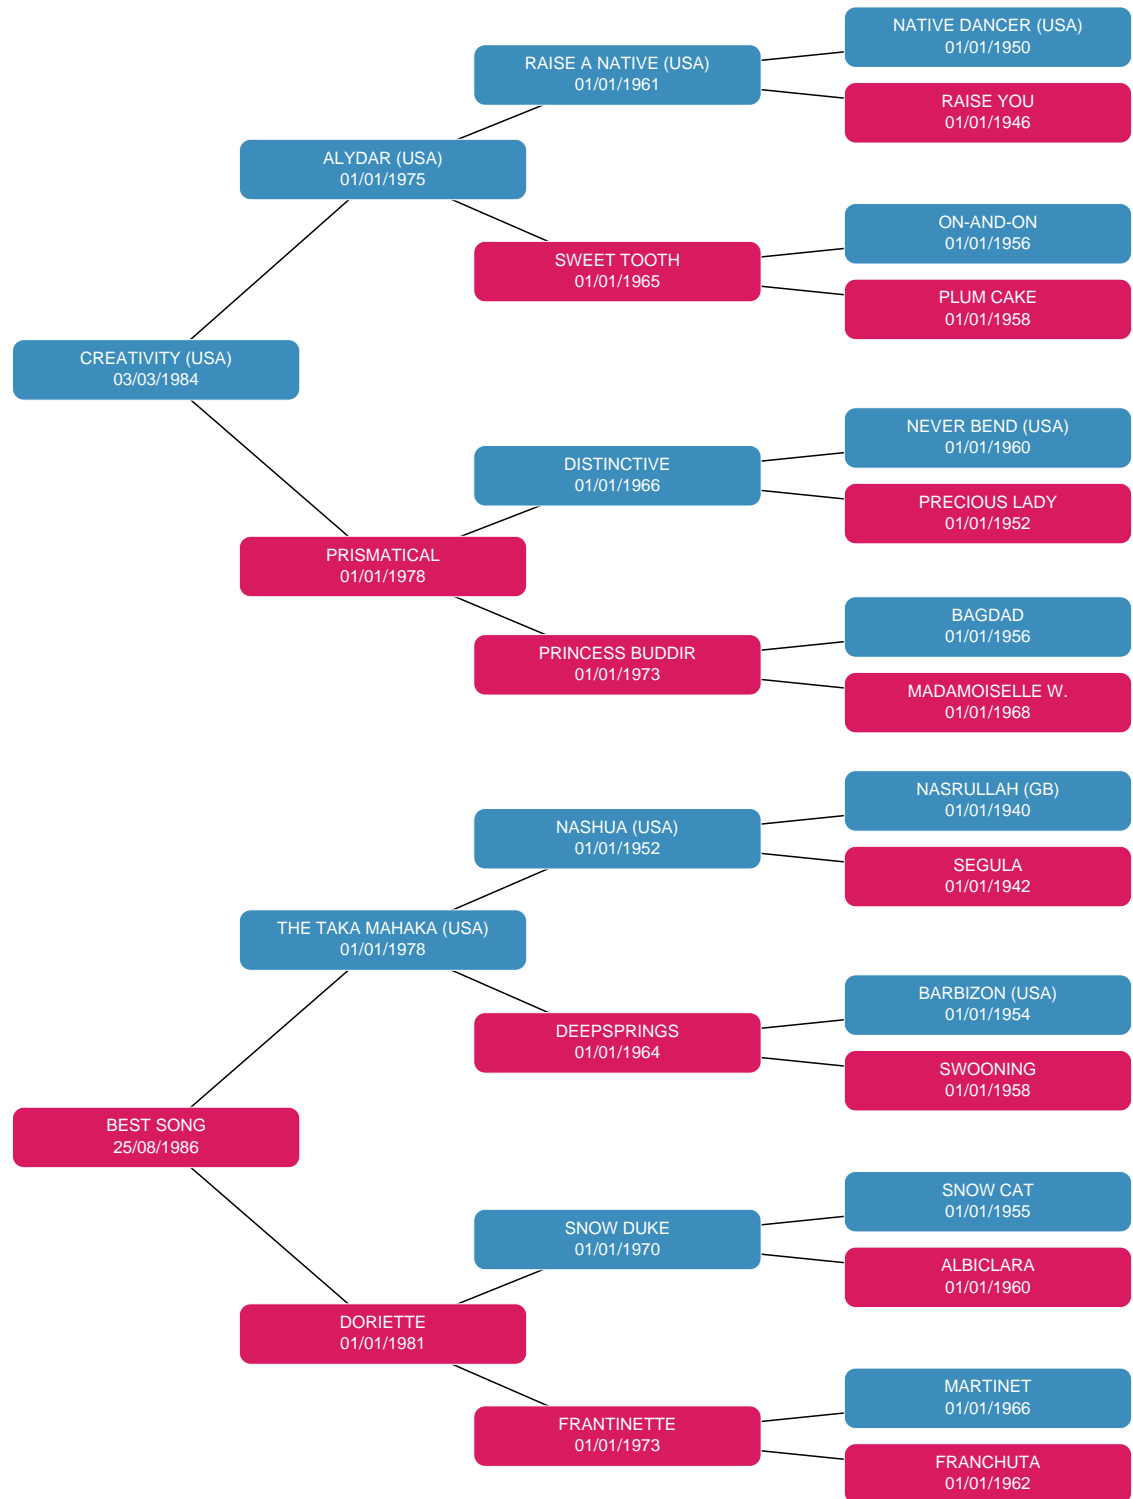 NATIVE DANCER (USA)
01/01/1950
RAISE A NATIVE (USA)
01/01/1961
RAISE YOU
01/01/1946
ALYDAR (USA)
01/01/1975
ON-AND-ON
01/01/1956
SWEET TOOTH
01/01/1965
PLUM CAKE
01/01/1958
CREATIVITY (USA)
03/03/1984
NEVER BEND (USA)
01/01/1960
DISTINCTIVE
01/01/1966
PRECIOUS LADY
01/01/1952
PRISMATICAL
01/01/1978
BAGDAD
01/01/1956
PRINCESS BUDDIR
01/01/1973
MADAMOISELLE W.
01/01/1968
NASRULLAH (GB)
01/01/1940
NASHUA (USA)
01/01/1952
SEGULA
01/01/1942
THE TAKA MAHAKA (USA)
01/01/1978
BARBIZON (USA)
01/01/1954
DEEPSPRINGS
01/01/1964
SWOONING
01/01/1958
BEST SONG
25/08/1986
SNOW CAT
01/01/1955
SNOW DUKE
01/01/1970
ALBICLARA
01/01/1960
DORIETTE
01/01/1981
MARTINET
01/01/1966
FRANTINETTE
01/01/1973
FRANCHUTA
01/01/1962